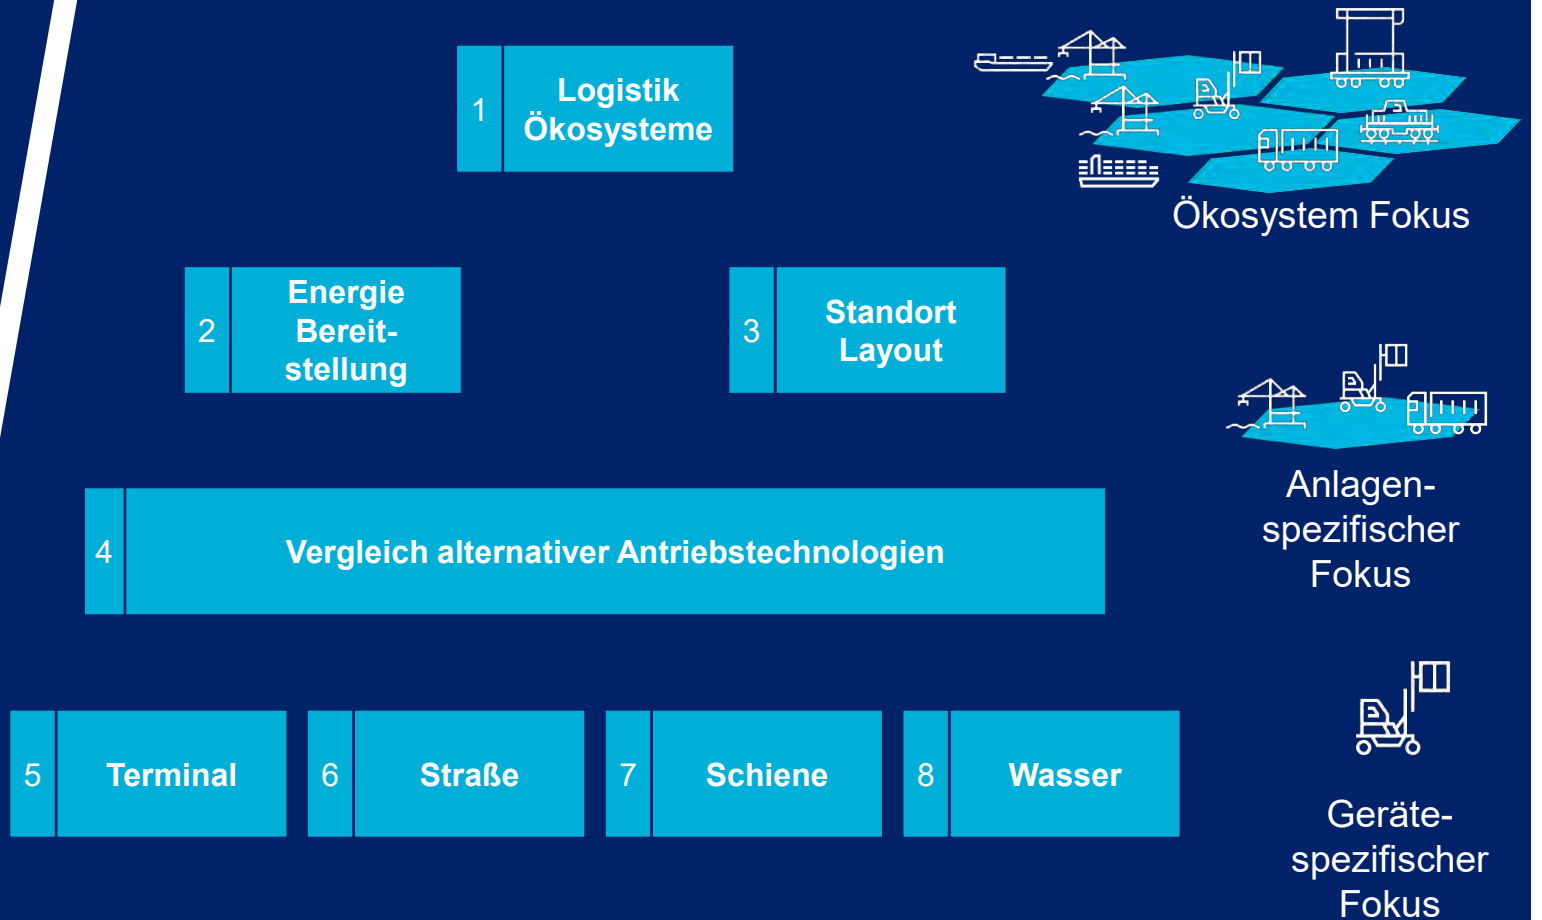 1
Logistik
Ökosysteme
Ökosystem Fokus
2
Energie
Bereit-
stellung
3
Standort
Layout
Anlagen-
spezifischer
Fokus
4
Vergleich alternativer Antriebstechnologien
5
Terminal
6
Straße
7
Schiene
8
Wasser
Geräte-
spezifischer
Fokus